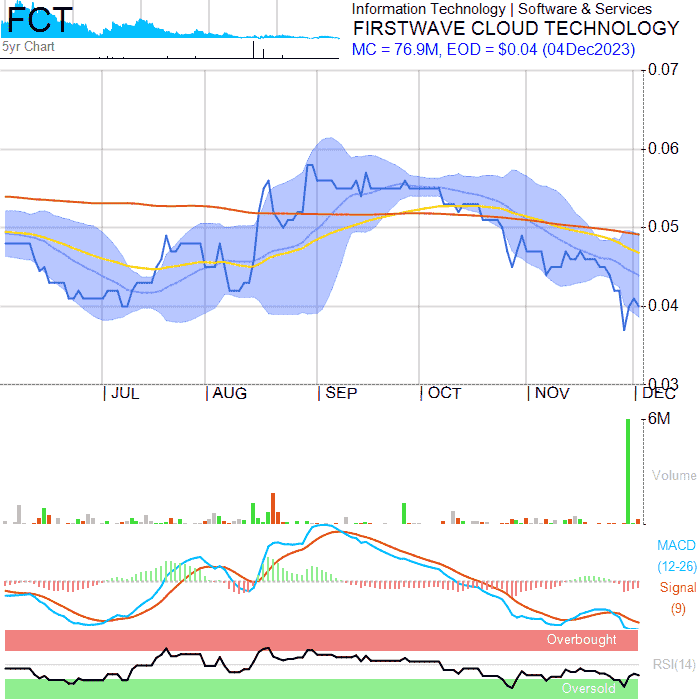 FCT
5yr Chart
Information Technology | Software & Services
FIRSTWAVE CLOUD TECHNOLOGY
MC = 76.9M, EOD = $0.04 (04Dec2023)
0.07
0.06
0.05
0.04
0.03
JUL AUG SEP OCT NOV DEC
6M
Volume
MACD
(12-26)
Signal
(9)
Overbought
RSI(14)
Oversold